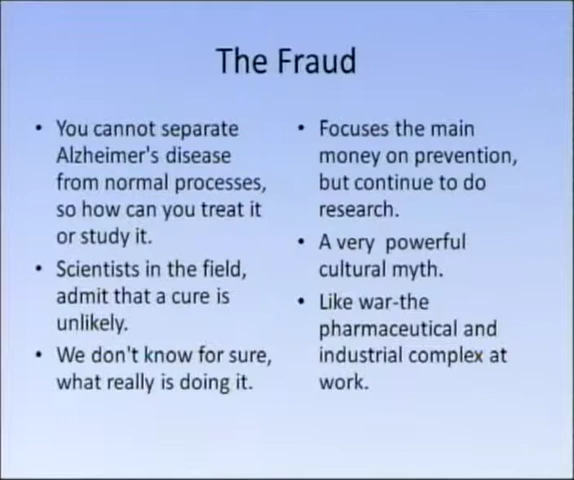 The Fraud
• You cannot separate
Alzheimer's disease
from normal processes,
so how can you treat it
or study it.
• Scientists in the field,
admit that a cure is
unlikely.
• We don't know for sure,
what really is doing it.
• Focuses the main
money on prevention,
but continue to do
research.
• A very powerful
cultural myth.
• Like war-the
pharmaceutical and
industrial complex at
work.